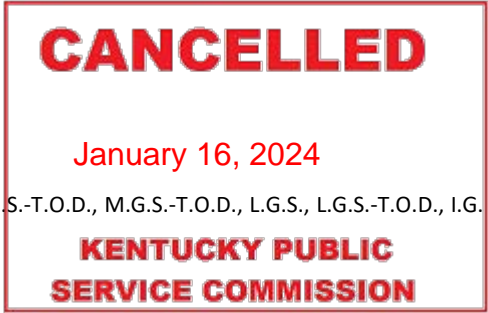 CANCELLED
January 16, 2024
.S.-T.O.D., M.G.S.-T.O.D., L.G.S., L.G.S.-T.O.D., I.G.
KENTUCKY PUBLIC
SERVICE COMMISSION